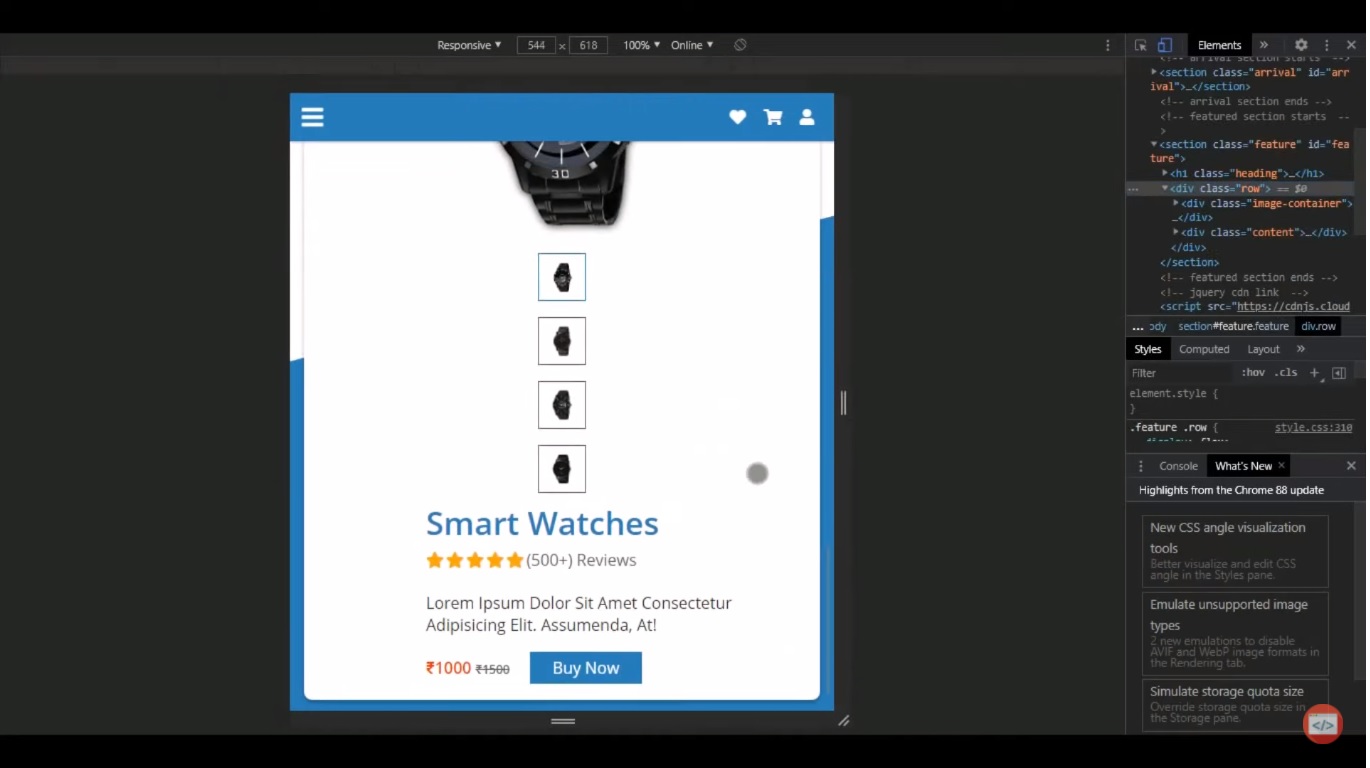 Responsive ▼ 544 x 618 100% ▼ Online ▼
Elements »
<!-- arrival section starts -->
<section class="arrival" id="arr
ival">…</section>
<!-- arrival section ends -->
<!-- featured section starts --
>
<section class="feature" id="fea
ture">
<h1 class="heading">…</h1>
<div class="row"> == $0
<div class="image-container">
…</div>
<div class="content">…</div>
</div>
</section>
<!-- featured section ends -->
<!-- jquery cdn link -->
<script src="https://cdnjs.cloud
... ody section#feature.feature div.row
Styles Computed Layout »
Filter :hov .cls +
element.style {
}
.feature .row { style.css:310
display: flex;
Console What's New ×
Highlights from the Chrome 88 update
New CSS angle visualization
tools
Better visualize and edit CSS
angle in the Styles pane.
Emulate unsupported image
types
2 new emulations to disable
AVIF and WebP image formats in
the Rendering tab.
Simulate storage quota size
Override storage quota size in
the Storage pane.
30
Smart Watches
(500+) Reviews
Lorem Ipsum Dolor Sit Amet Consectetur
Adipisicing Elit. Assumenda, At!
₹1000 ₹1500 Buy Now
</>